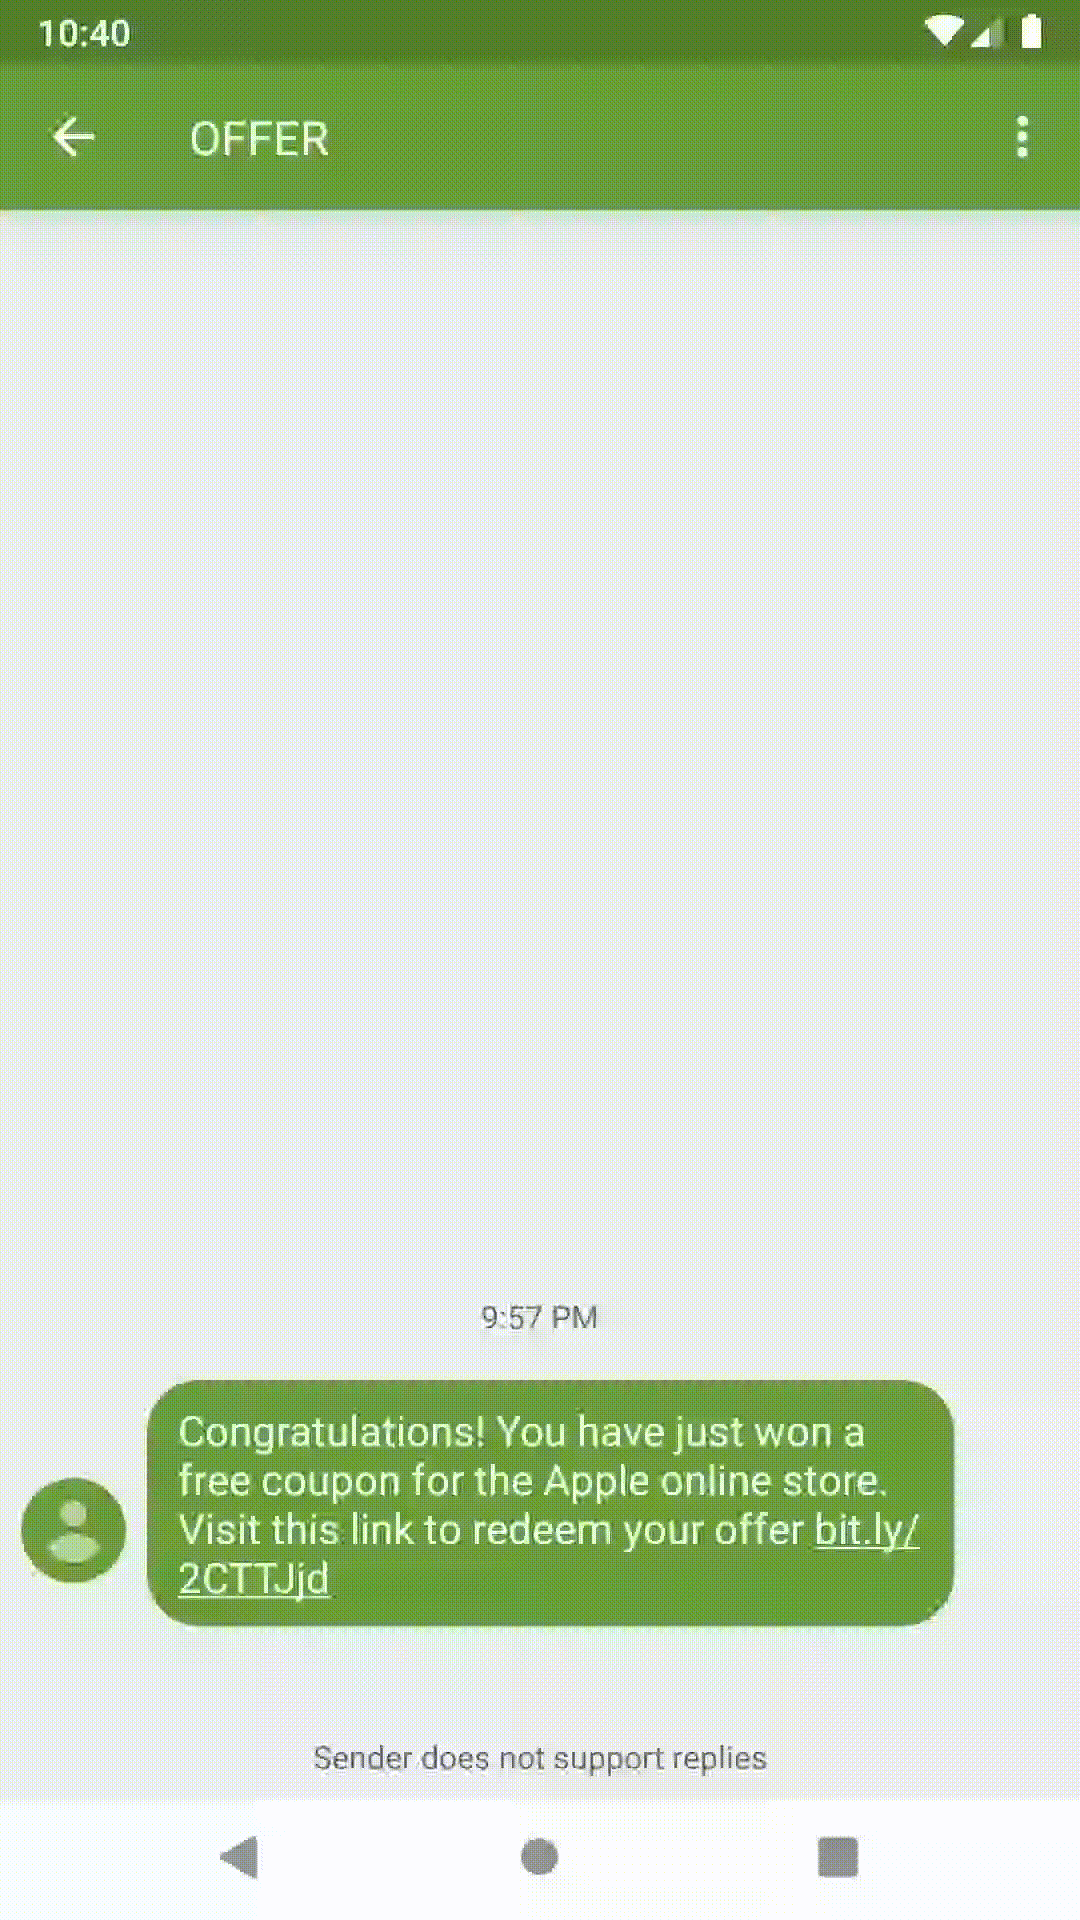 10:40
OFFER
9:57 PM
Congratulations! You have just won a
free coupon for the Apple online store.
Visit this link to redeem your offer bit.ly/
2CTTJjd
Sender does not support replies